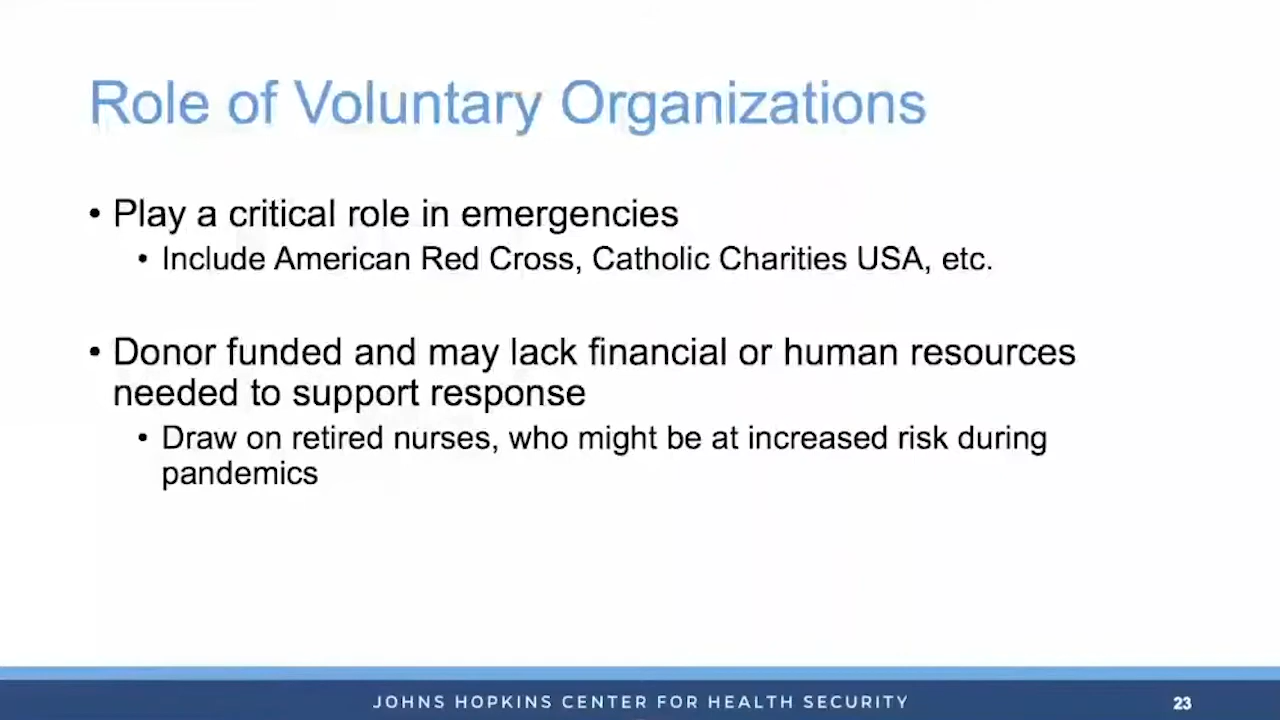 Role of Voluntary Organizations
• Play a critical role in emergencies
• Include American Red Cross, Catholic Charities USA, etc.
• Donor funded and may lack financial or human resources
needed to support response
• Draw on retired nurses, who might be at increased risk during
pandemics
JOHNS HOPKINS CENTER FOR HEALTH SECURITY
23